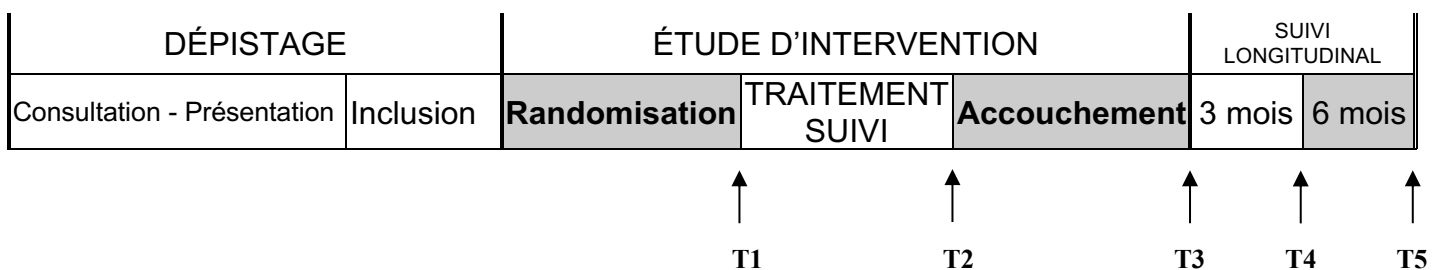 DÉPISTAGE
ÉTUDE D’INTERVENTION
SUIVI
LONGITUDINAL
Consultation - Présentation
Inclusion
Randomisation
TRAITEMENT
SUIVI
Accouchement
3 mois
6 mois
T1
T2
T3
T4
T5